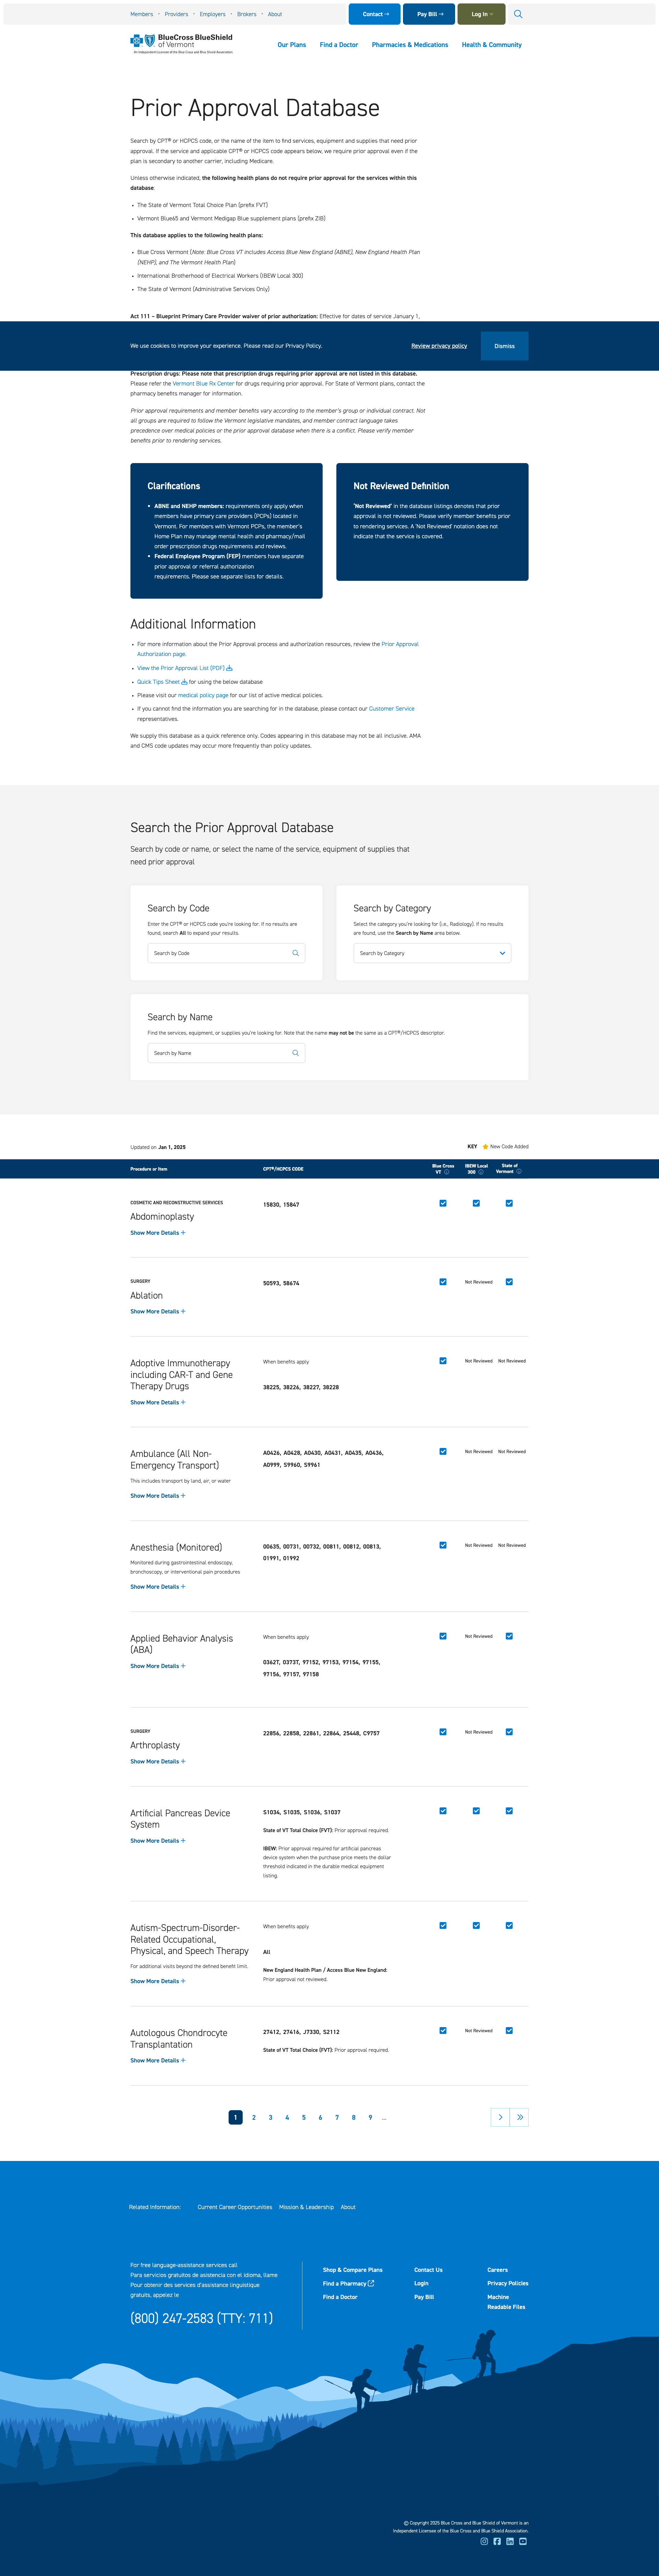 Members • Providers • Employers • Brokers • About
Contact
Pay Bill
Log In
BlueCross BlueShield
of Vermont
An Independent Licensee of the Blue Cross and Blue Shield Association.
Our Plans
Find a Doctor
Pharmacies & Medications
Health & Community
Prior Approval Database
Search by CPT® or HCPCS code, or the name of the item to find services, equipment and supplies that need prior
approval. If the service and applicable CPT® or HCPCS code appears below, we require prior approval even if the
plan is secondary to another carrier, including Medicare.
Unless otherwise indicated, the following health plans do not require prior approval for the services within this
database:
• The State of Vermont Total Choice Plan (prefix FVT)
• Vermont Blue65 and Vermont Medigap Blue supplement plans (prefix ZIB)
This database applies to the following health plans:
• Blue Cross Vermont (Note: Blue Cross VT includes Access Blue New England (ABNE), New England Health Plan
(NEHP), and The Vermont Health Plan)
• International Brotherhood of Electrical Workers (IBEW Local 300)
• The State of Vermont (Administrative Services Only)
Act 111 – Blueprint Primary Care Provider waiver of prior authorization: Effective for dates of service January 1,
We use cookies to improve your experience. Please read our Privacy Policy.
Review privacy policy
Dismiss
Prescription drugs: Please note that prescription drugs requiring prior approval are not listed in this database.
Please refer the Vermont Blue Rx Center for drugs requiring prior approval. For State of Vermont plans, contact the
pharmacy benefits manager for information.
Prior approval requirements and member benefits vary according to the member's group or individual contract. Not
all groups are required to follow the Vermont legislative mandates, and member contract language takes
precedence over medical policies or the prior approval database when there is a conflict. Please verify member
benefits prior to rendering services.
Clarifications
• ABNE and NEHP members: requirements only apply when
members have primary care providers (PCPs) located in
Vermont. For members with Vermont PCPs, the member's
Home Plan may manage mental health and pharmacy/mail
order prescription drugs requirements and reviews.
• Federal Employee Program (FEP) members have separate
prior approval or referral authorization
requirements. Please see separate lists for details.
Not Reviewed Definition
'Not Reviewed' in the database listings denotes that prior
approval is not reviewed. Please verify member benefits prior
to rendering services. A 'Not Reviewed' notation does not
indicate that the service is covered.
Additional Information
• For more information about the Prior Approval process and authorization resources, review the Prior Approval
Authorization page.
• View the Prior Approval List (PDF)
• Quick Tips Sheet for using the below database
• Please visit our medical policy page for our list of active medical policies.
• If you cannot find the information you are searching for in the database, please contact our Customer Service
representatives.
We supply this database as a quick reference only. Codes appearing in this database may not be all inclusive. AMA
and CMS code updates may occur more frequently than policy updates.
Search the Prior Approval Database
Search by code or name, or select the name of the service, equipment of supplies that
need prior approval
Search by Code
Enter the CPT® or HCPCS code you're looking for. If no results are
found, search All to expand your results.
Search by Code
Search by Category
Select the category you're looking for (i.e., Radiology). If no results
are found, use the Search by Name area below.
Search by Category
Search by Name
Find the services, equipment, or supplies you're looking for. Note that the name may not be the same as a CPT®/HCPCS descriptor.
Search by Name
Updated on Jan 1, 2025
KEY New Code Added
Procedure or Item
CPT®/HCPCS CODE
Blue Cross
VT
IBEW Local
300
State of
Vermont
COSMETIC AND RECONSTRUCTIVE SERVICES
Abdominoplasty
Show More Details +
15830, 15847
SURGERY
Ablation
Show More Details +
50593, 58674
Not Reviewed
Adoptive Immunotherapy
including CAR-T and Gene
Therapy Drugs
Show More Details +
When benefits apply
38225, 38226, 38227, 38228
Not Reviewed
Not Reviewed
Ambulance (All Non-
Emergency Transport)
This includes transport by land, air, or water
Show More Details +
A0426, A0428, A0430, A0431, A0435, A0436,
A0999, S9960, S9961
Not Reviewed
Not Reviewed
Anesthesia (Monitored)
Monitored during gastrointestinal endoscopy,
bronchoscopy, or interventional pain procedures
Show More Details +
00635, 00731, 00732, 00811, 00812, 00813,
01991, 01992
Not Reviewed
Not Reviewed
Applied Behavior Analysis
(ABA)
Show More Details +
When benefits apply
0362T, 0373T, 97152, 97153, 97154, 97155,
97156, 97157, 97158
Not Reviewed
SURGERY
Arthroplasty
Show More Details +
22856, 22858, 22861, 22864, 25448, C9757
Not Reviewed
Artificial Pancreas Device
System
Show More Details +
S1034, S1035, S1036, S1037
State of VT Total Choice (FVT): Prior approval required.
IBEW: Prior approval required for artificial pancreas
device system when the purchase price meets the dollar
threshold indicated in the durable medical equipment
listing.
Autism-Spectrum-Disorder-
Related Occupational,
Physical, and Speech Therapy
For additional visits beyond the defined benefit limit.
Show More Details +
When benefits apply
All
New England Health Plan / Access Blue New England:
Prior approval not reviewed.
Autologous Chondrocyte
Transplantation
Show More Details +
27412, 27416, J7330, S2112
State of VT Total Choice (FVT): Prior approval required.
Not Reviewed
1 2 3 4 5 6 7 8 9 ...
Related Information:
Current Career Opportunities
Mission & Leadership
About
For free language-assistance services call
Para servicios gratuitos de asistencia con el idioma, llame
Pour obtenir des services d'assistance linguistique
gratuits, appelez le
(800) 247-2583 (TTY: 711)
Shop & Compare Plans
Find a Pharmacy
Find a Doctor
Contact Us
Login
Pay Bill
Careers
Privacy Policies
Machine
Readable Files
© Copyright 2025 Blue Cross and Blue Shield of Vermont is an
Independent Licensee of the Blue Cross and Blue Shield Association.